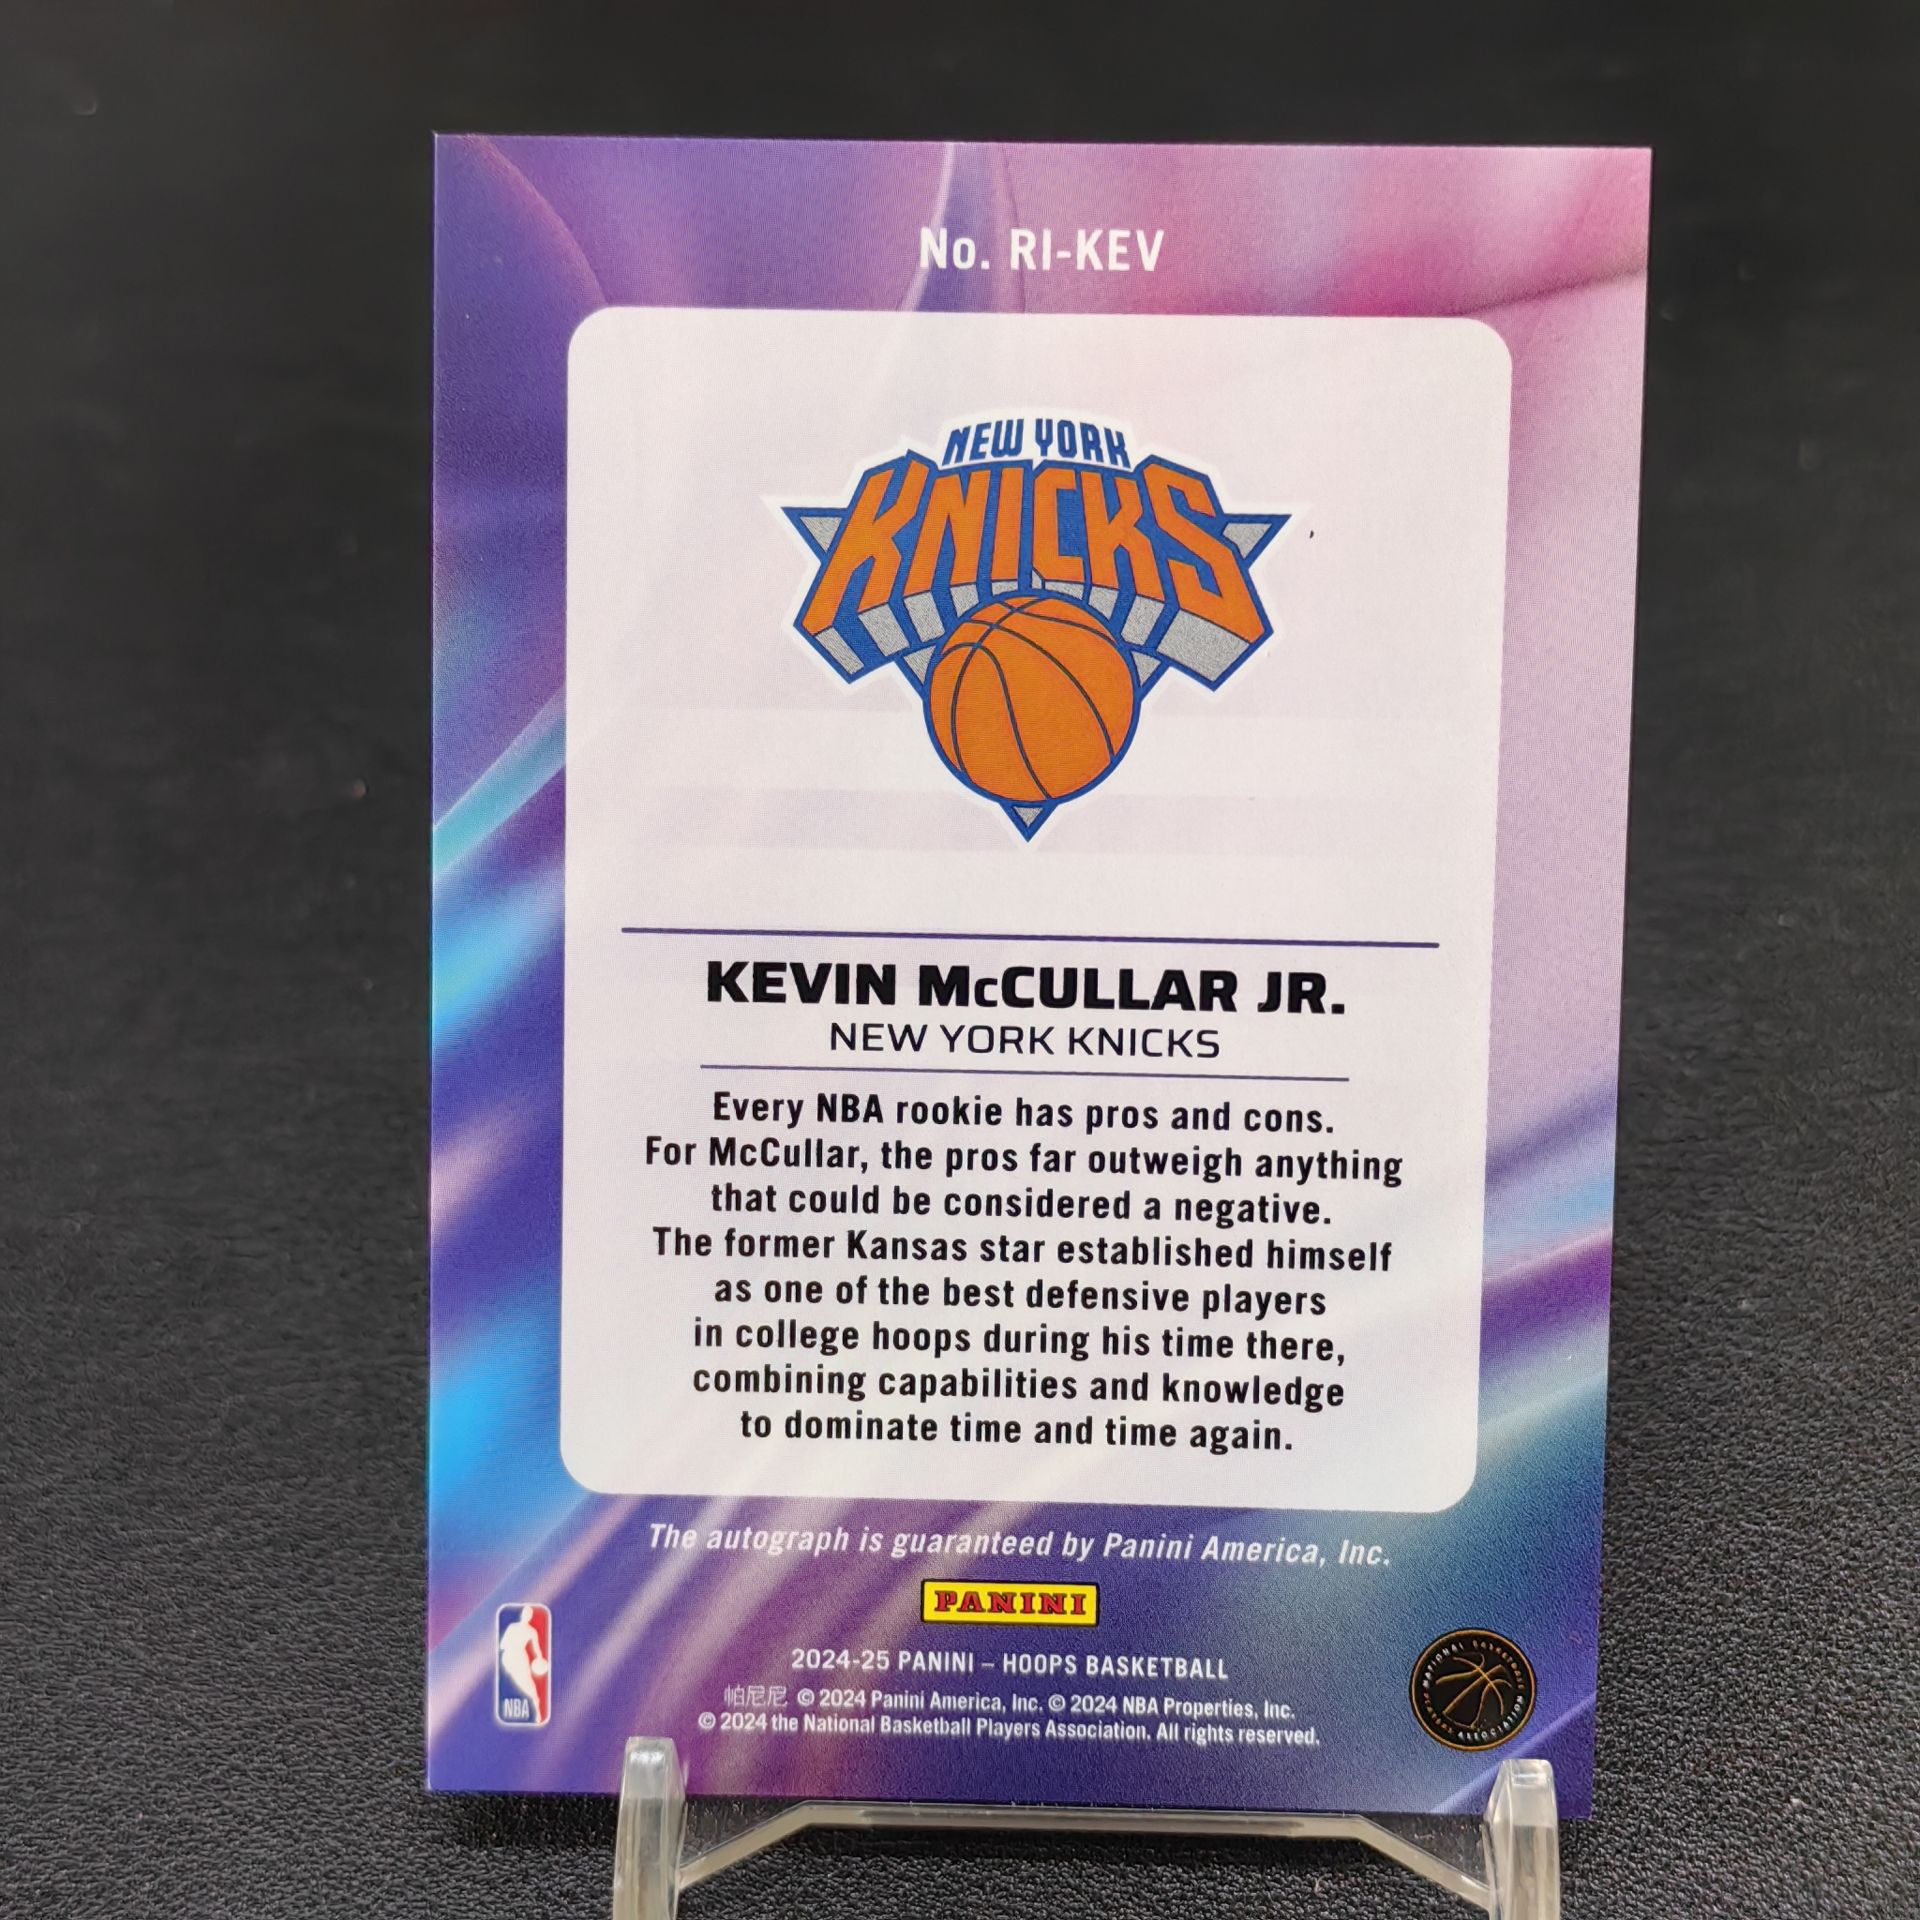 No. RI-KEV
NEW YORK
KNICKS
KEVIN McCULLAR JR.
NEW YORK KNICKS
Every NBA rookie has pros and cons.
For McCullar, the pros far outweigh anything
that could be considered a negative.
The former Kansas star established himself
as one of the best defensive players
in college hoops during his time there,
combining capabilities and knowledge
to dominate time and time again.
The autograph is guaranteed by Panini America, Inc.
PANINI
2024-25 PANINI – HOOPS BASKETBALL
帕尼尼 © 2024 Panini America, Inc. © 2024 NBA Properties, Inc.
© 2024 the National Basketball Players Association. All rights reserved.
NBA
NATIONAL BASKETBALL PLAYERS ASSOCIATION